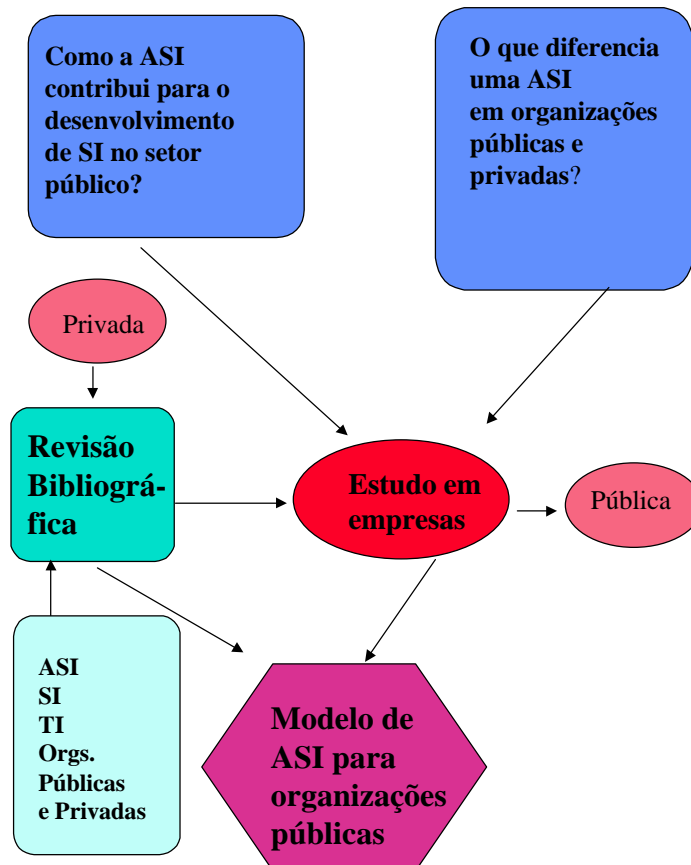 Como a ASI
contribui para o
desenvolvimento
de SI no setor
público?
O que diferencia
uma ASI
em organizações
públicas e
privadas?
Privada
Revisão
Bibliográ-
fica
Estudo em
empresas
Pública
ASI
SI
TI
Orgs.
Públicas
e Privadas
Modelo de
ASI para
organizações
públicas